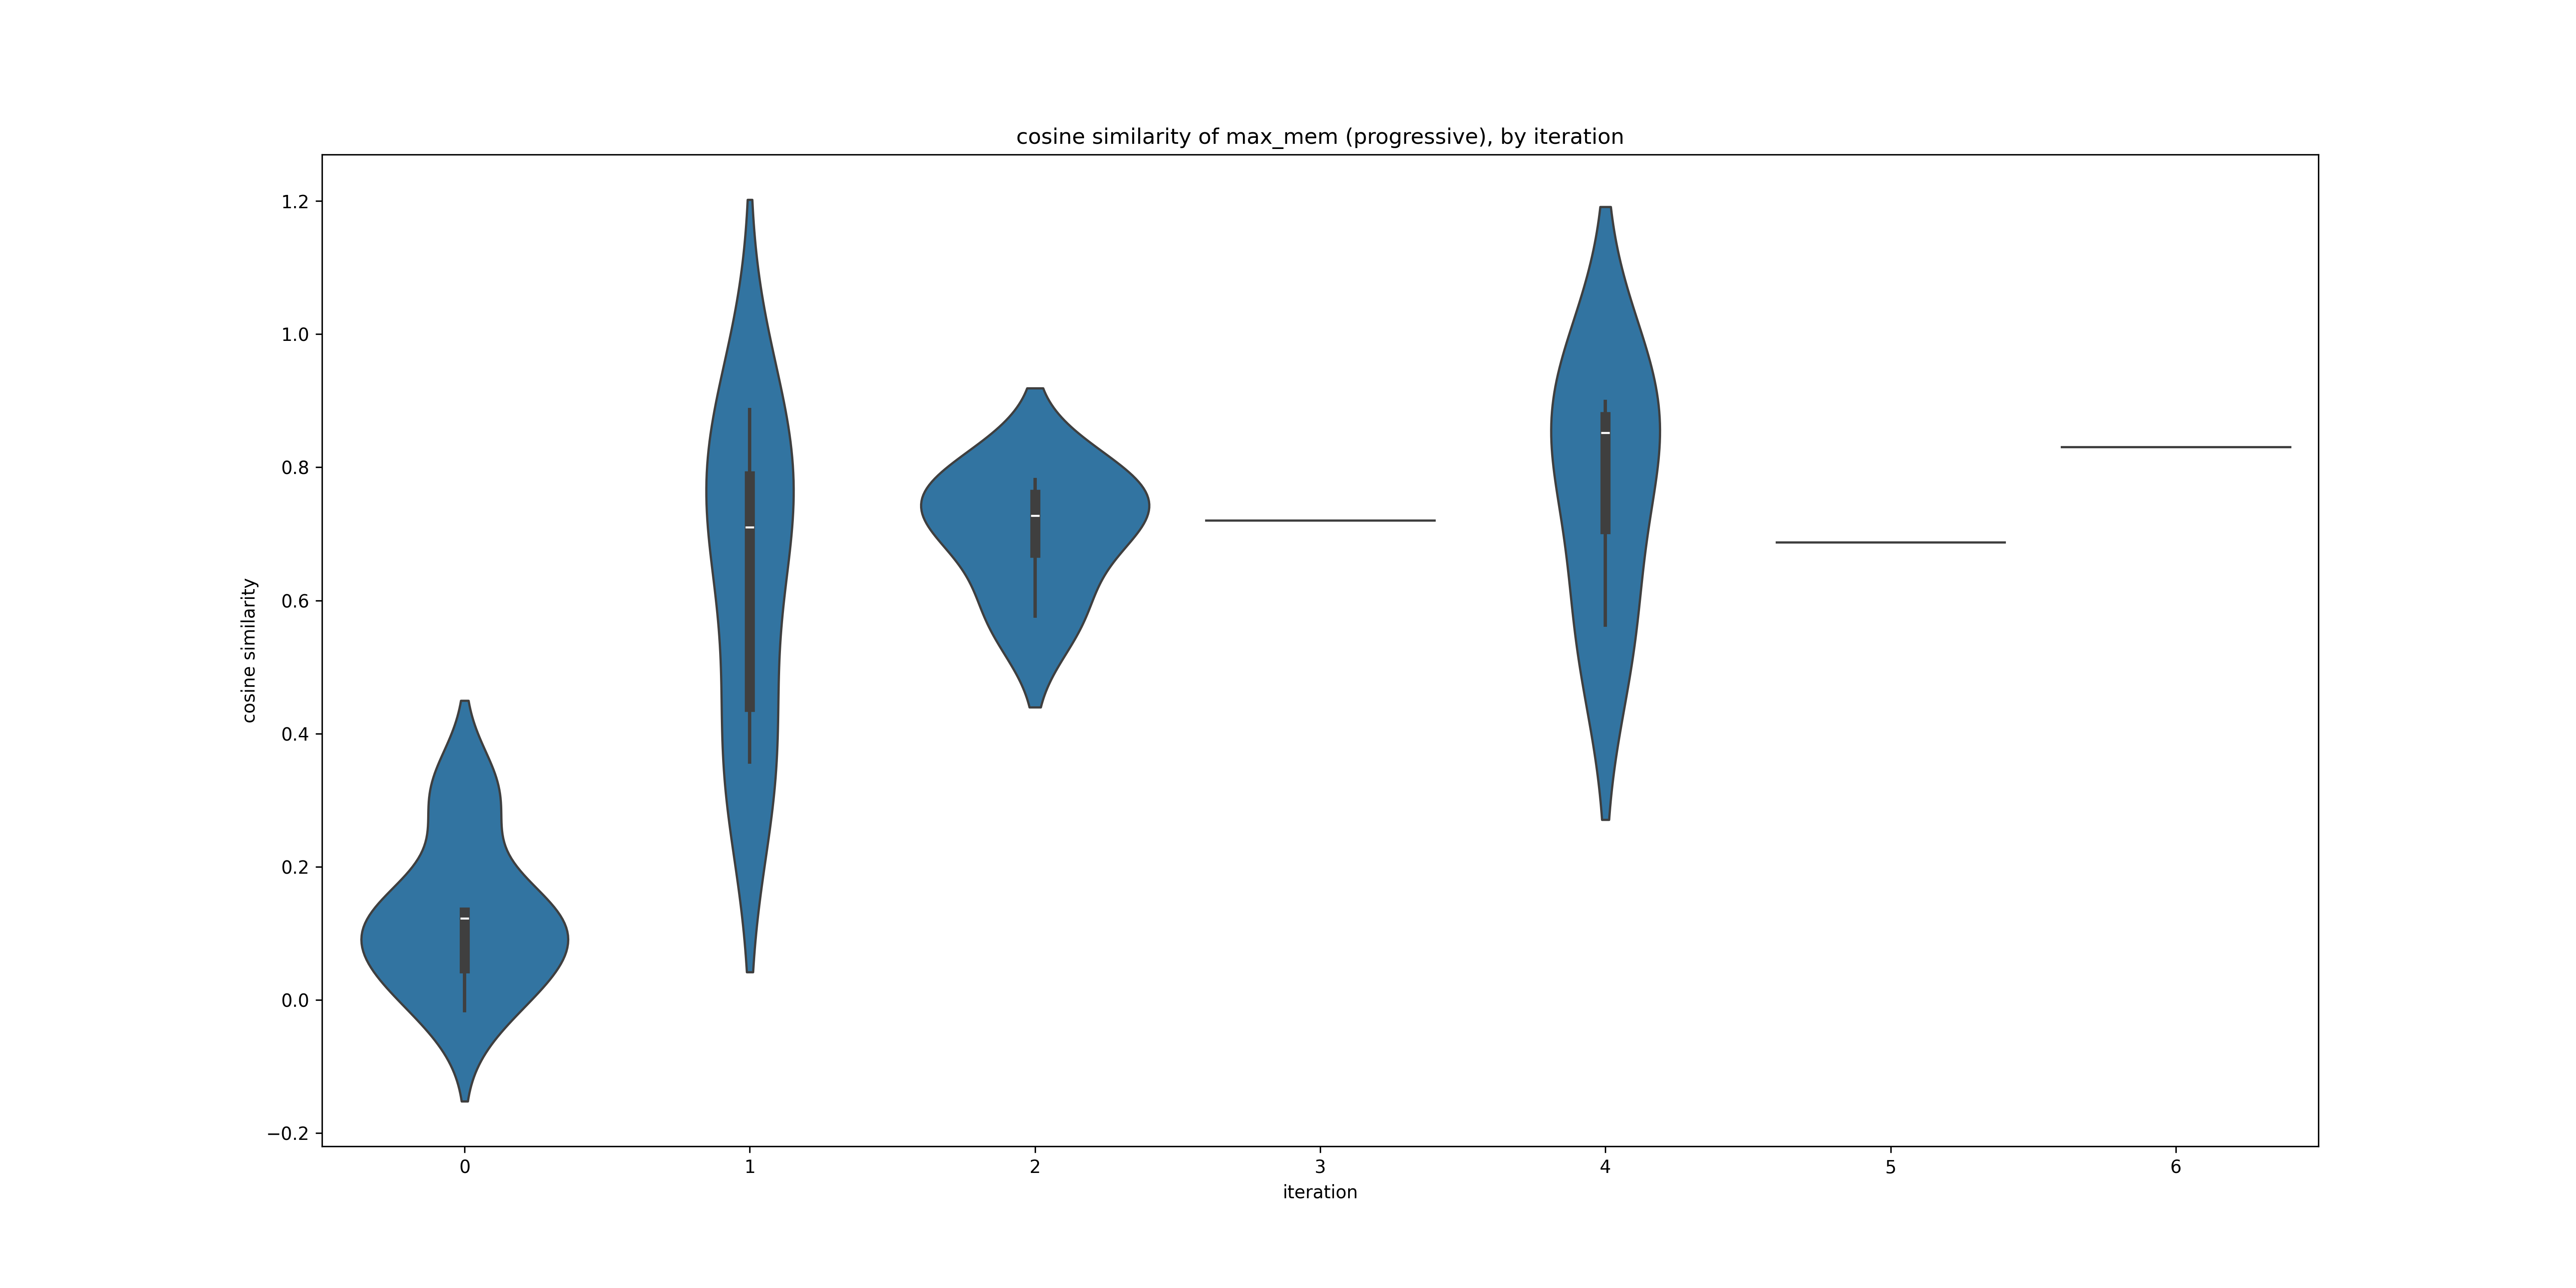 cosine similarity of max_mem (progressive), by iteration
1.2
1.0
0.8
0.6
0.4
0.2
0.0
−0.2
cosine similarity
0 1 2 3 4 5 6
iteration